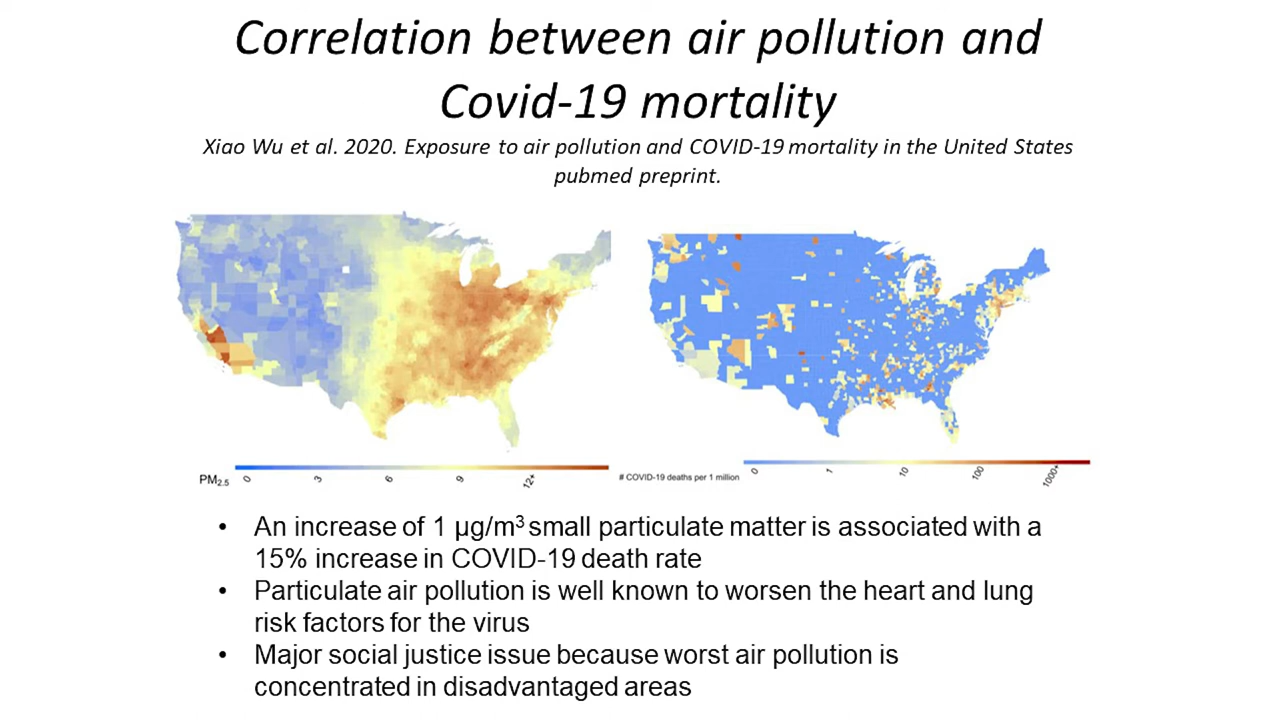 Correlation between air pollution and
Covid-19 mortality
Xiao Wu et al. 2020. Exposure to air pollution and COVID-19 mortality in the United States
pubmed preprint.
PM2.5 0 3 6 9 12+
# COVID-19 deaths per 1 million 0 1 10 100 1000+
• An increase of 1 µg/m³ small particulate matter is associated with a
15% increase in COVID-19 death rate
• Particulate air pollution is well known to worsen the heart and lung
risk factors for the virus
• Major social justice issue because worst air pollution is
concentrated in disadvantaged areas